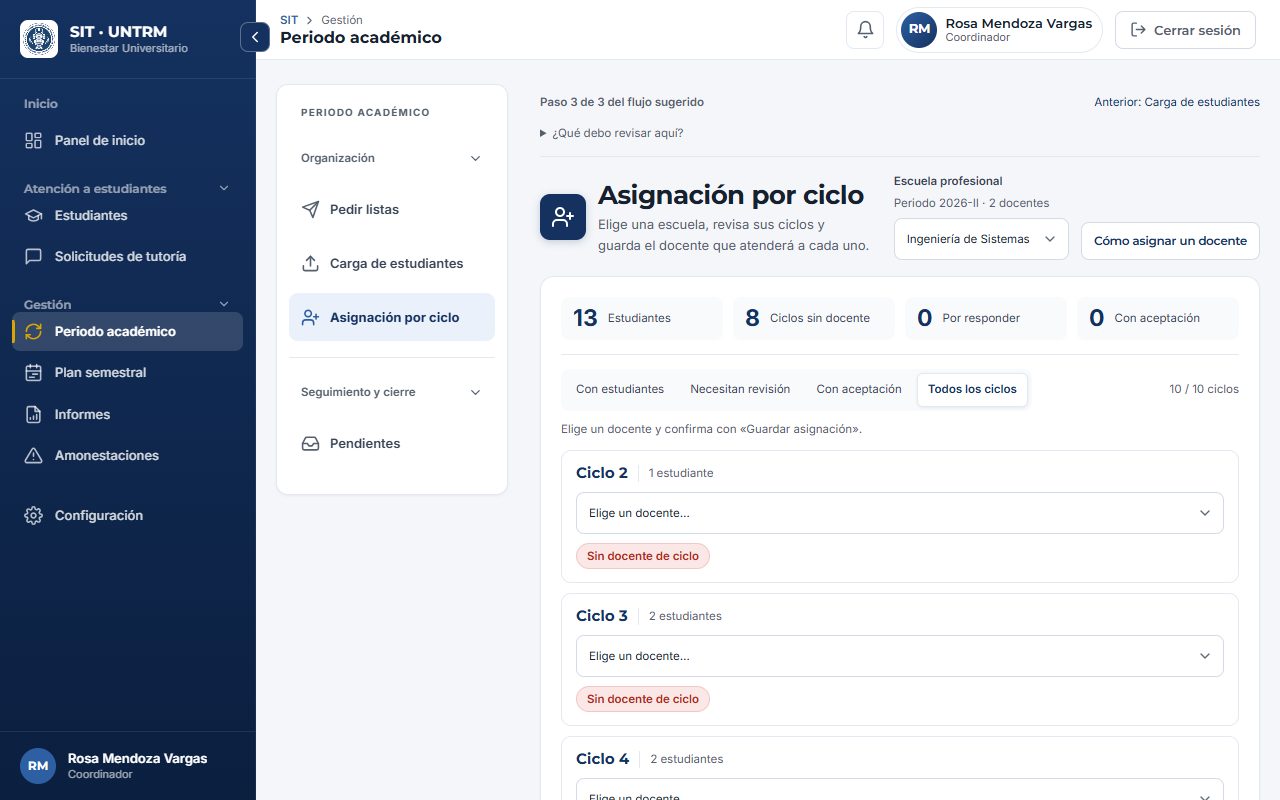 SIT · UNTRM
Bienestar Universitario
Inicio
Panel de inicio
Atención a estudiantes
Estudiantes
Solicitudes de tutoría
Gestión
Periodo académico
Plan semestral
Informes
Amonestaciones
Configuración
RM
Rosa Mendoza Vargas
Coordinador
SIT > Gestión
Periodo académico
RM
Rosa Mendoza Vargas
Coordinador
Cerrar sesión
PERIODO ACADÉMICO
Organización
Pedir listas
Carga de estudiantes
Asignación por ciclo
Seguimiento y cierre
Pendientes
Paso 3 de 3 del flujo sugerido
Anterior: Carga de estudiantes
¿Qué debo revisar aquí?
Asignación por ciclo
Elige una escuela, revisa sus ciclos y
guarda el docente que atenderá a cada uno.
Escuela profesional
Periodo 2026-II · 2 docentes
Ingeniería de Sistemas
Cómo asignar un docente
13 Estudiantes
8 Ciclos sin docente
0 Por responder
0 Con aceptación
Con estudiantes
Necesitan revisión
Con aceptación
Todos los ciclos
10 / 10 ciclos
Elige un docente y confirma con «Guardar asignación».
Ciclo 2 1 estudiante
Elige un docente...
Sin docente de ciclo
Ciclo 3 2 estudiantes
Elige un docente...
Sin docente de ciclo
Ciclo 4 2 estudiantes
Elige un docente...